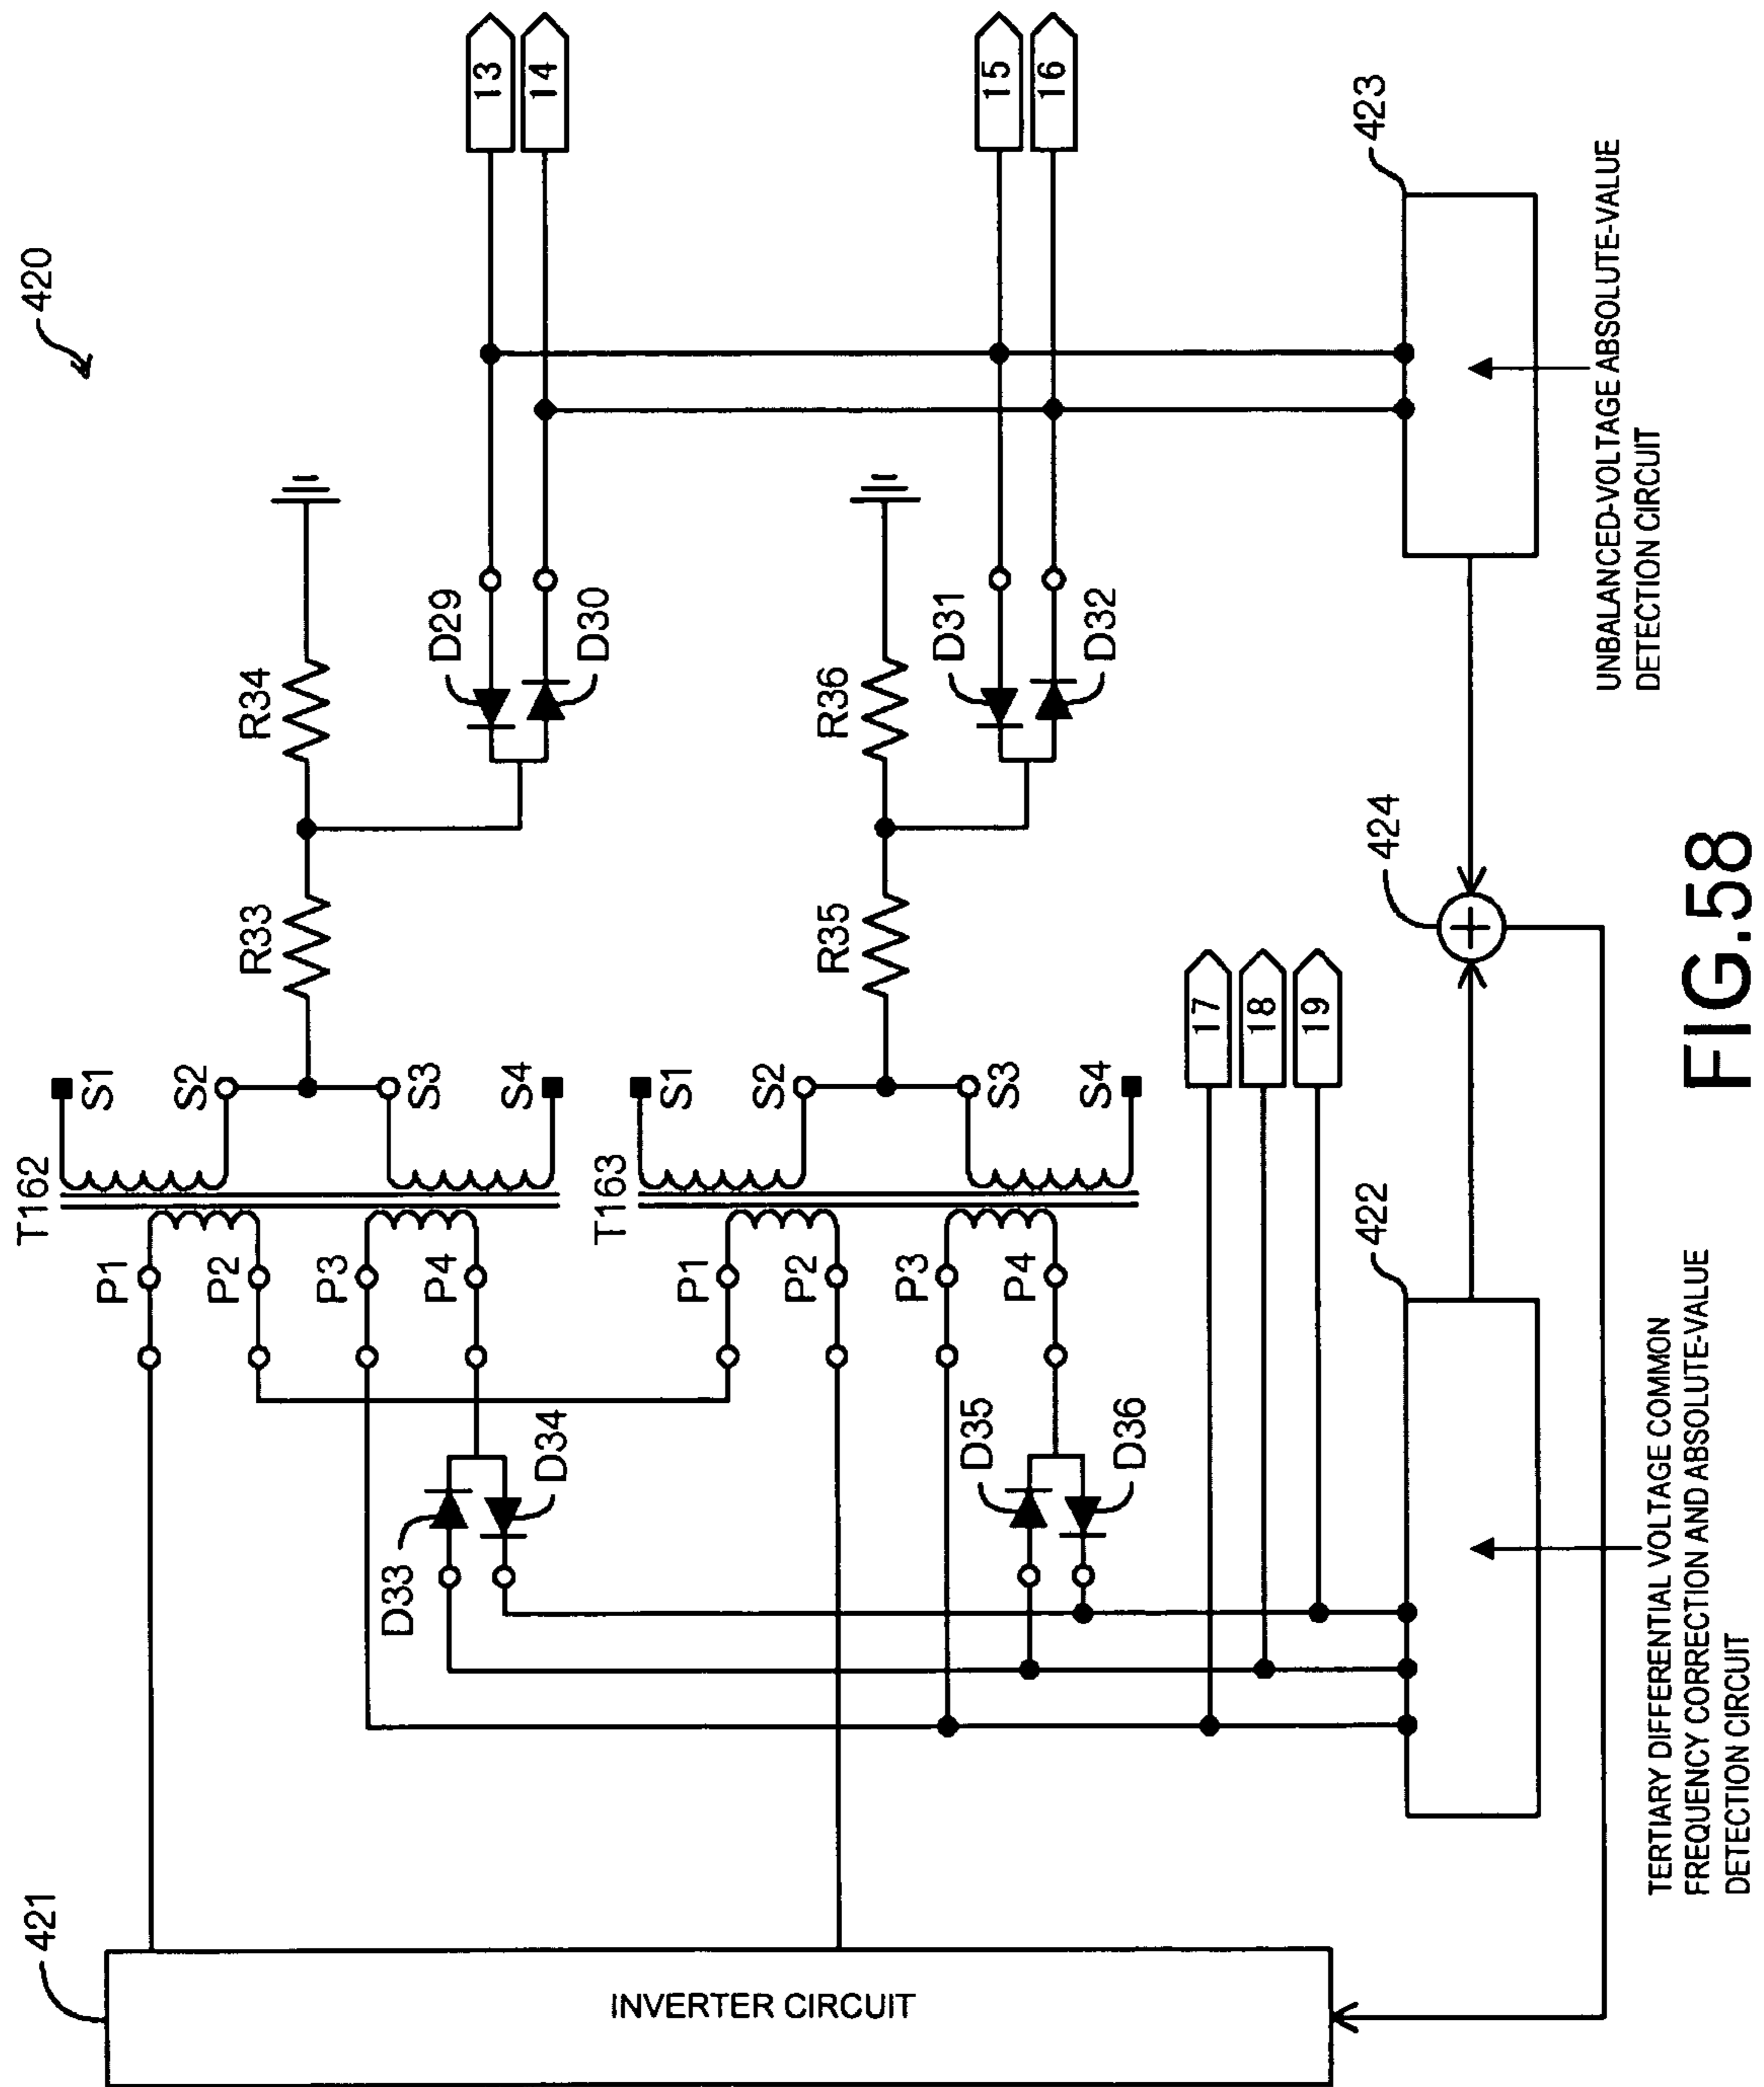 420
T162
P1
P2
P3
P4
S1
S2
S3
S4
R33
R34
D29
D30
13
14
D33
D34
T163
P1
P2
P3
P4
S1
S2
S3
S4
R35
R36
D31
D32
15
16
D35
D36
17
18
19
421
INVERTER CIRCUIT
422
TERTIARY DIFFERENTIAL VOLTAGE COMMON
FREQUENCY CORRECTION AND ABSOLUTE-VALUE
DETECTION CIRCUIT
424
+
423
UNBALANCED-VOLTAGE ABSOLUTE-VALUE
DETECTION CIRCUIT
FIG.58